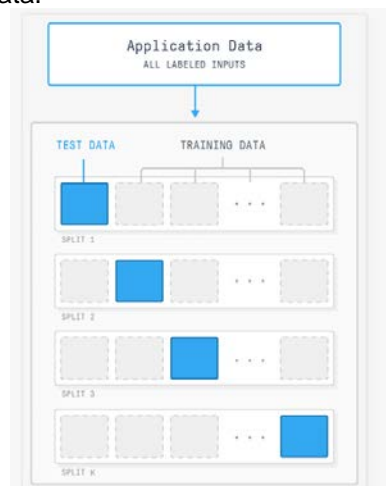 Application Data
ALL LABELED INPUTS
TEST DATA TRAINING DATA
...
SPLIT 1
...
SPLIT 2
...
SPLIT 3
...
SPLIT K